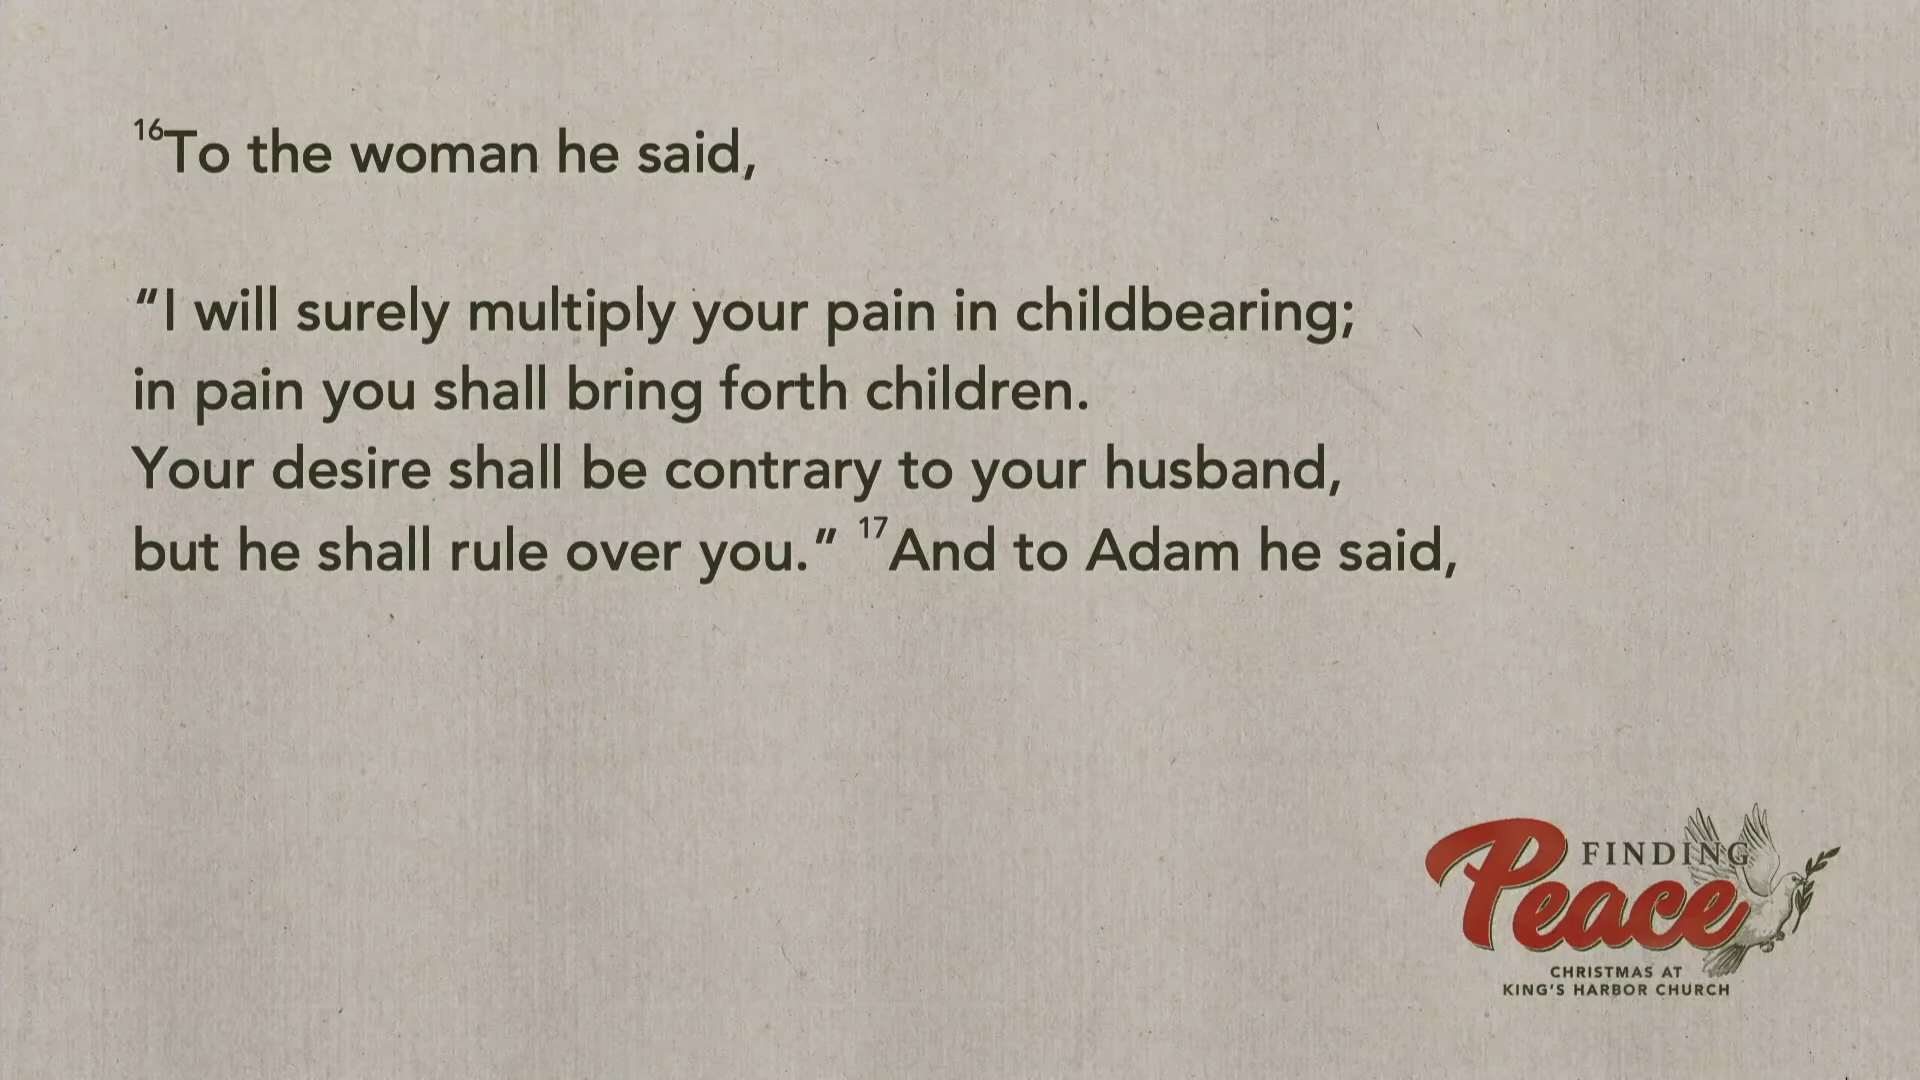 16To the woman he said,
“I will surely multiply your pain in childbearing;
in pain you shall bring forth children.
Your desire shall be contrary to your husband,
but he shall rule over you.” 17And to Adam he said,
FINDING
Peace
CHRISTMAS AT
KING'S HARBOR CHURCH